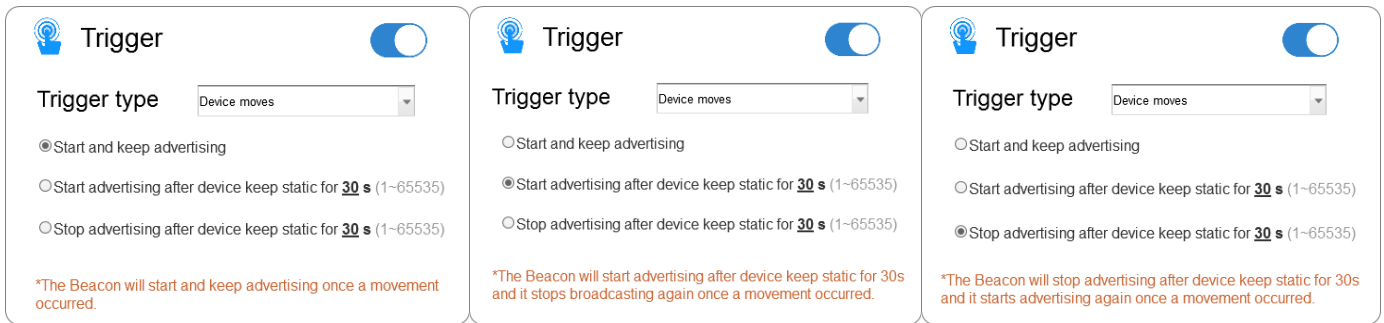 Trigger
Trigger type
Device moves
Start and keep advertising
Start advertising after device keep static for 30 s (1~65535)
Stop advertising after device keep static for 30 s (1~65535)
*The Beacon will start and keep advertising once a movement
occurred.
Trigger
Trigger type
Device moves
Start and keep advertising
Start advertising after device keep static for 30 s (1~65535)
Stop advertising after device keep static for 30 s (1~65535)
*The Beacon will start advertising after device keep static for 30s
and it stops broadcasting again once a movement occurred.
Trigger
Trigger type
Device moves
Start and keep advertising
Start advertising after device keep static for 30 s (1~65535)
Stop advertising after device keep static for 30 s (1~65535)
*The Beacon will stop advertising after device keep static for 30s
and it starts advertising again once a movement occurred.